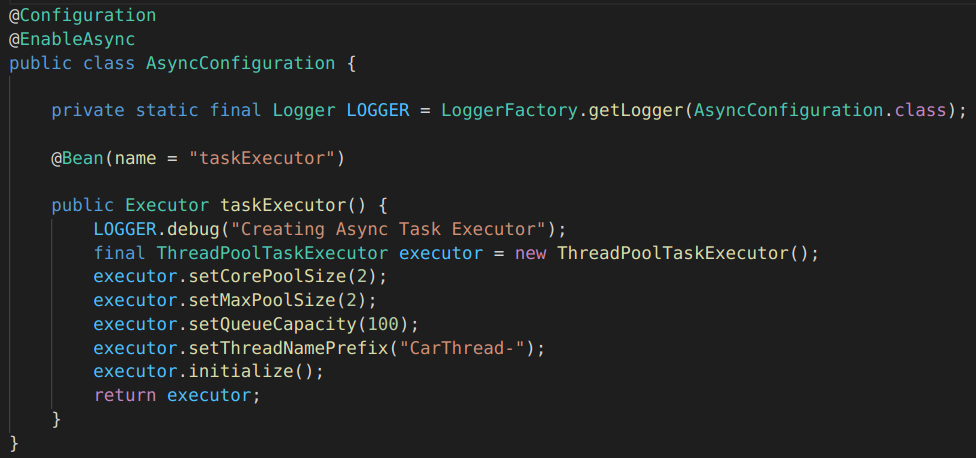 @Configuration
@EnableAsync
public class AsyncConfiguration {
private static final Logger LOGGER = LoggerFactory.getLogger(AsyncConfiguration.class);
@Bean(name = "taskExecutor")
public Executor taskExecutor() {
LOGGER.debug("Creating Async Task Executor");
final ThreadPoolTaskExecutor executor = new ThreadPoolTaskExecutor();
executor.setCorePoolSize(2);
executor.setMaxPoolSize(2);
executor.setQueueCapacity(100);
executor.setThreadNamePrefix("CarThread-");
executor.initialize();
return executor;
}
}